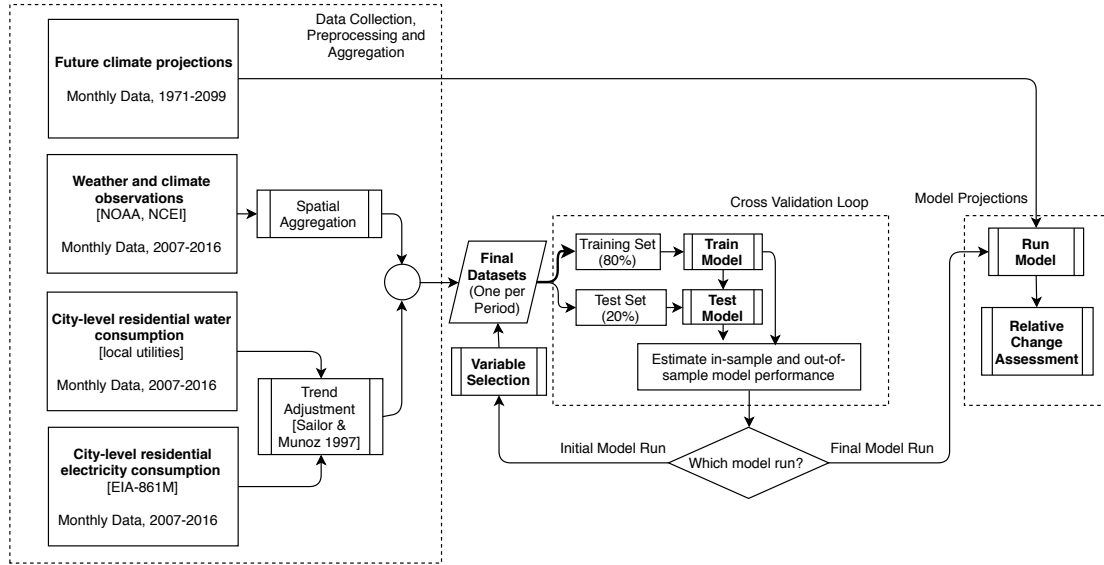 Data Collection,
Preprocessing and
Aggregation
Future climate projections
Monthly Data, 1971-2099
Weather and climate
observations
[NOAA, NCEI]
Monthly Data, 2007-2016
Spatial
Aggregation
City-level residential water
consumption
[local utilities]
Monthly Data, 2007-2016
Trend
Adjustment
[Sailor &
Munoz 1997]
City-level residential
electricity consumption
[EIA-861M]
Monthly Data, 2007-2016
Final
Datasets
(One per
Period)
Variable
Selection
Cross Validation Loop
Training Set
(80%)
Train
Model
Test Set
(20%)
Test
Model
Estimate in-sample and out-of-
sample model performance
Initial Model Run
Which model run?
Final Model Run
Model Projections
Run
Model
Relative
Change
Assessment